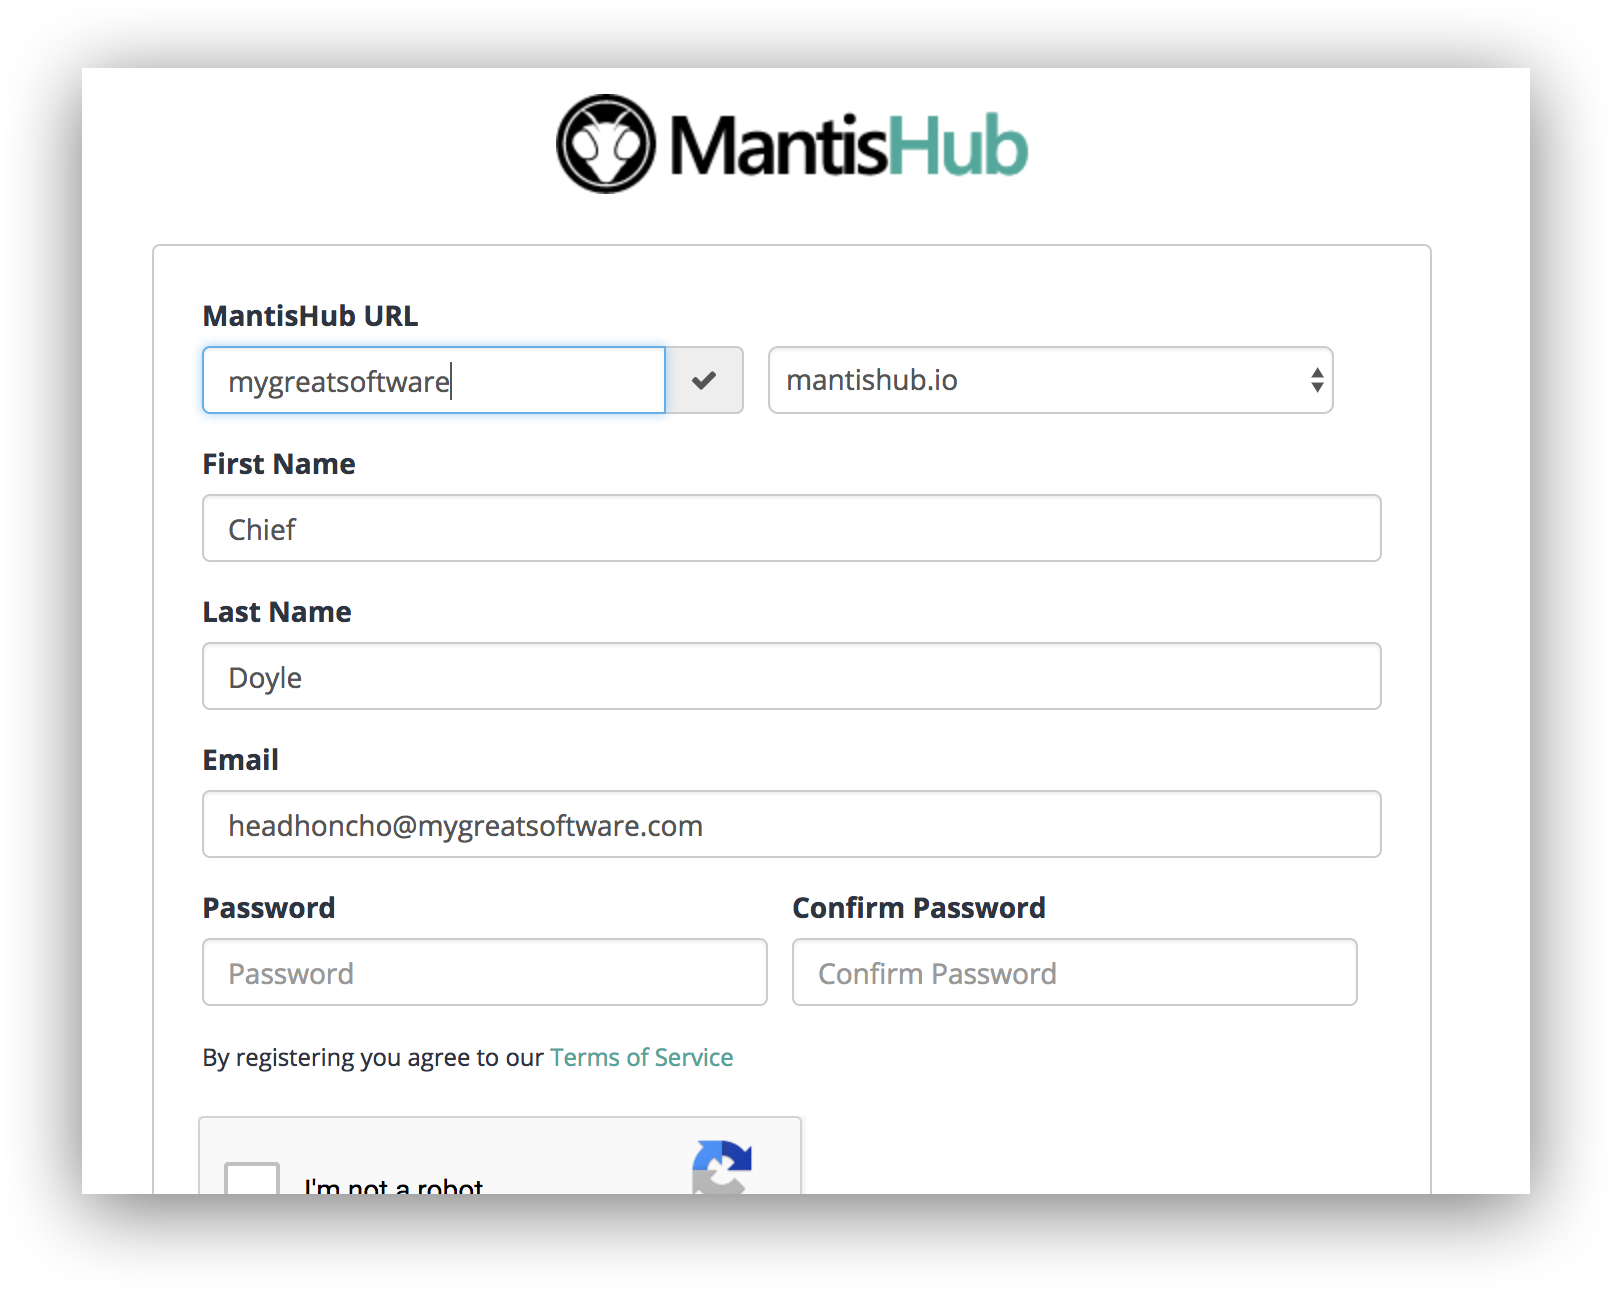 MantisHub
MantisHub URL
mygreatsoftware
mantishub.io
First Name
Chief
Last Name
Doyle
Email
headhoncho@mygreatsoftware.com
Password
Confirm Password
Password
Confirm Password
By registering you agree to our Terms of Service
I'm not a robot